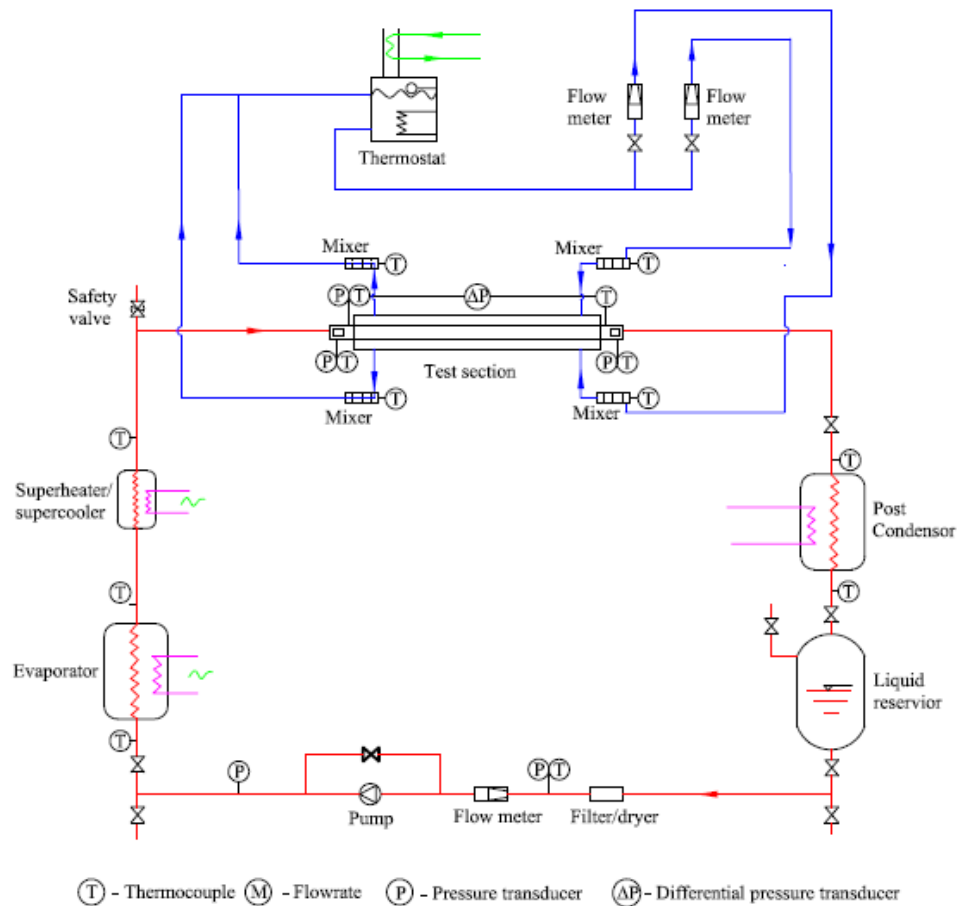 Flow
meter
Flow
meter
Thermostat
Mixer
T
Mixer
T
Safety
valve
P T
ΔP
T
P T
Test section
P T
T
Mixer
T
Mixer
T
T
Superheater/
supercooler
Post
Condensor
T
T
Evaporator
Liquid
reservior
T
P
P T
Pump
Flow meter
Filter/dryer
T - Thermocouple M - Flowrate P - Pressure transducer ΔP - Differential pressure transducer